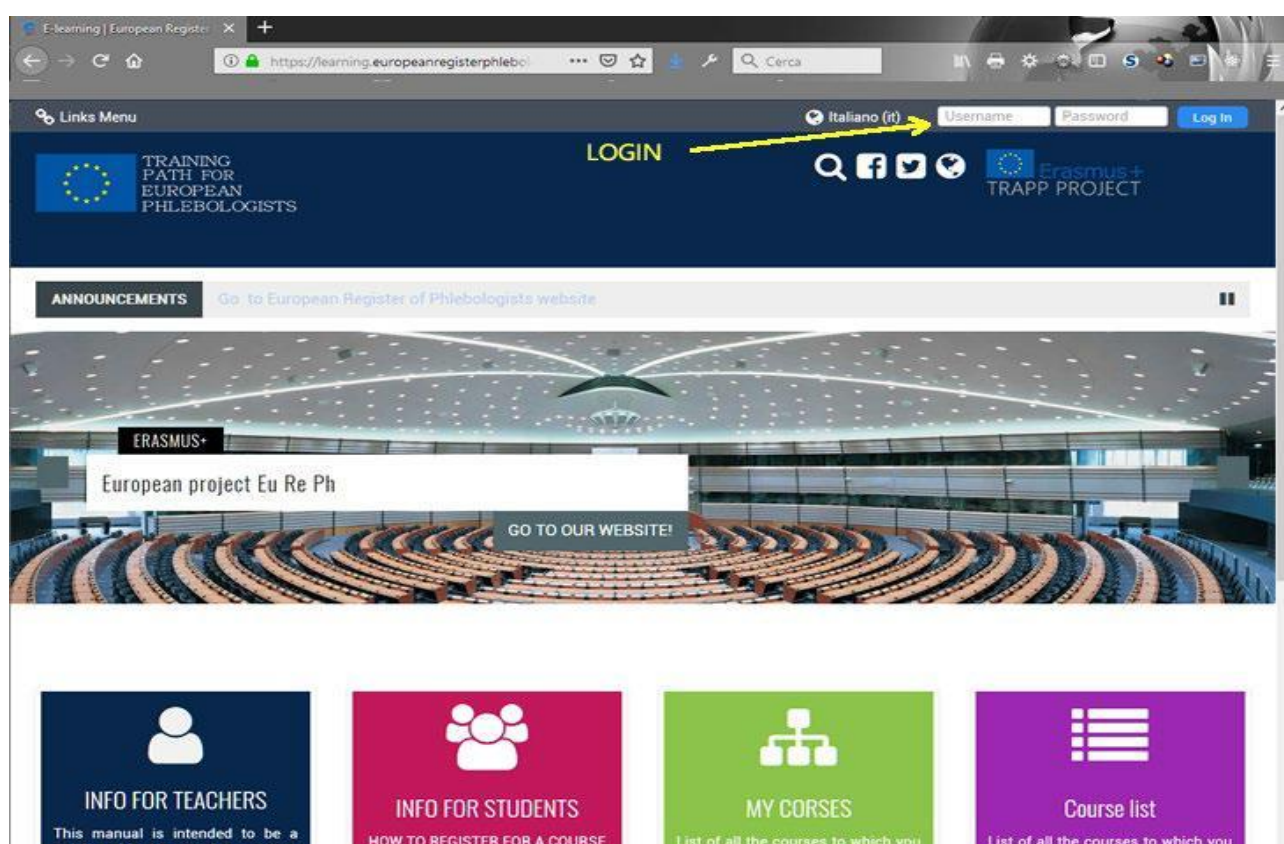 E-learning | European Register
https://learning.europeanregisterphlebol
Cerca
Links Menu
Italiano (it)
Username
Password
Log In
LOGIN
TRAINING
PATH FOR
EUROPEAN
PHLEBOLOGISTS
Erasmus+
TRAPP PROJECT
ANNOUNCEMENTS
Go to European Register of Phlebologists website
ERASMUS+
European project Eu Re Ph
GO TO OUR WEBSITE!
INFO FOR TEACHERS
This manual is intended to be a
INFO FOR STUDENTS
HOW TO REGISTER FOR A COURSE
MY CORSES
List of all the courses to which you
Course list
List of all the courses to which you